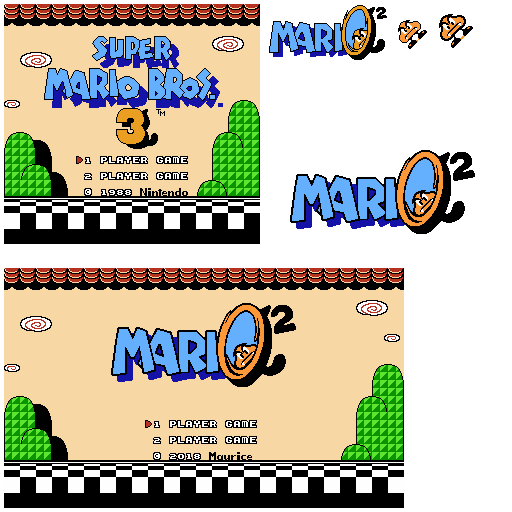 SUPER
MARIO BROS.
3 ™
1 PLAYER GAME
2 PLAYER GAME
© 1988 Nintendo
MARIO 2
MARIO 2
MARIO 2
1 PLAYER GAME
2 PLAYER GAME
© 2018 Maurice